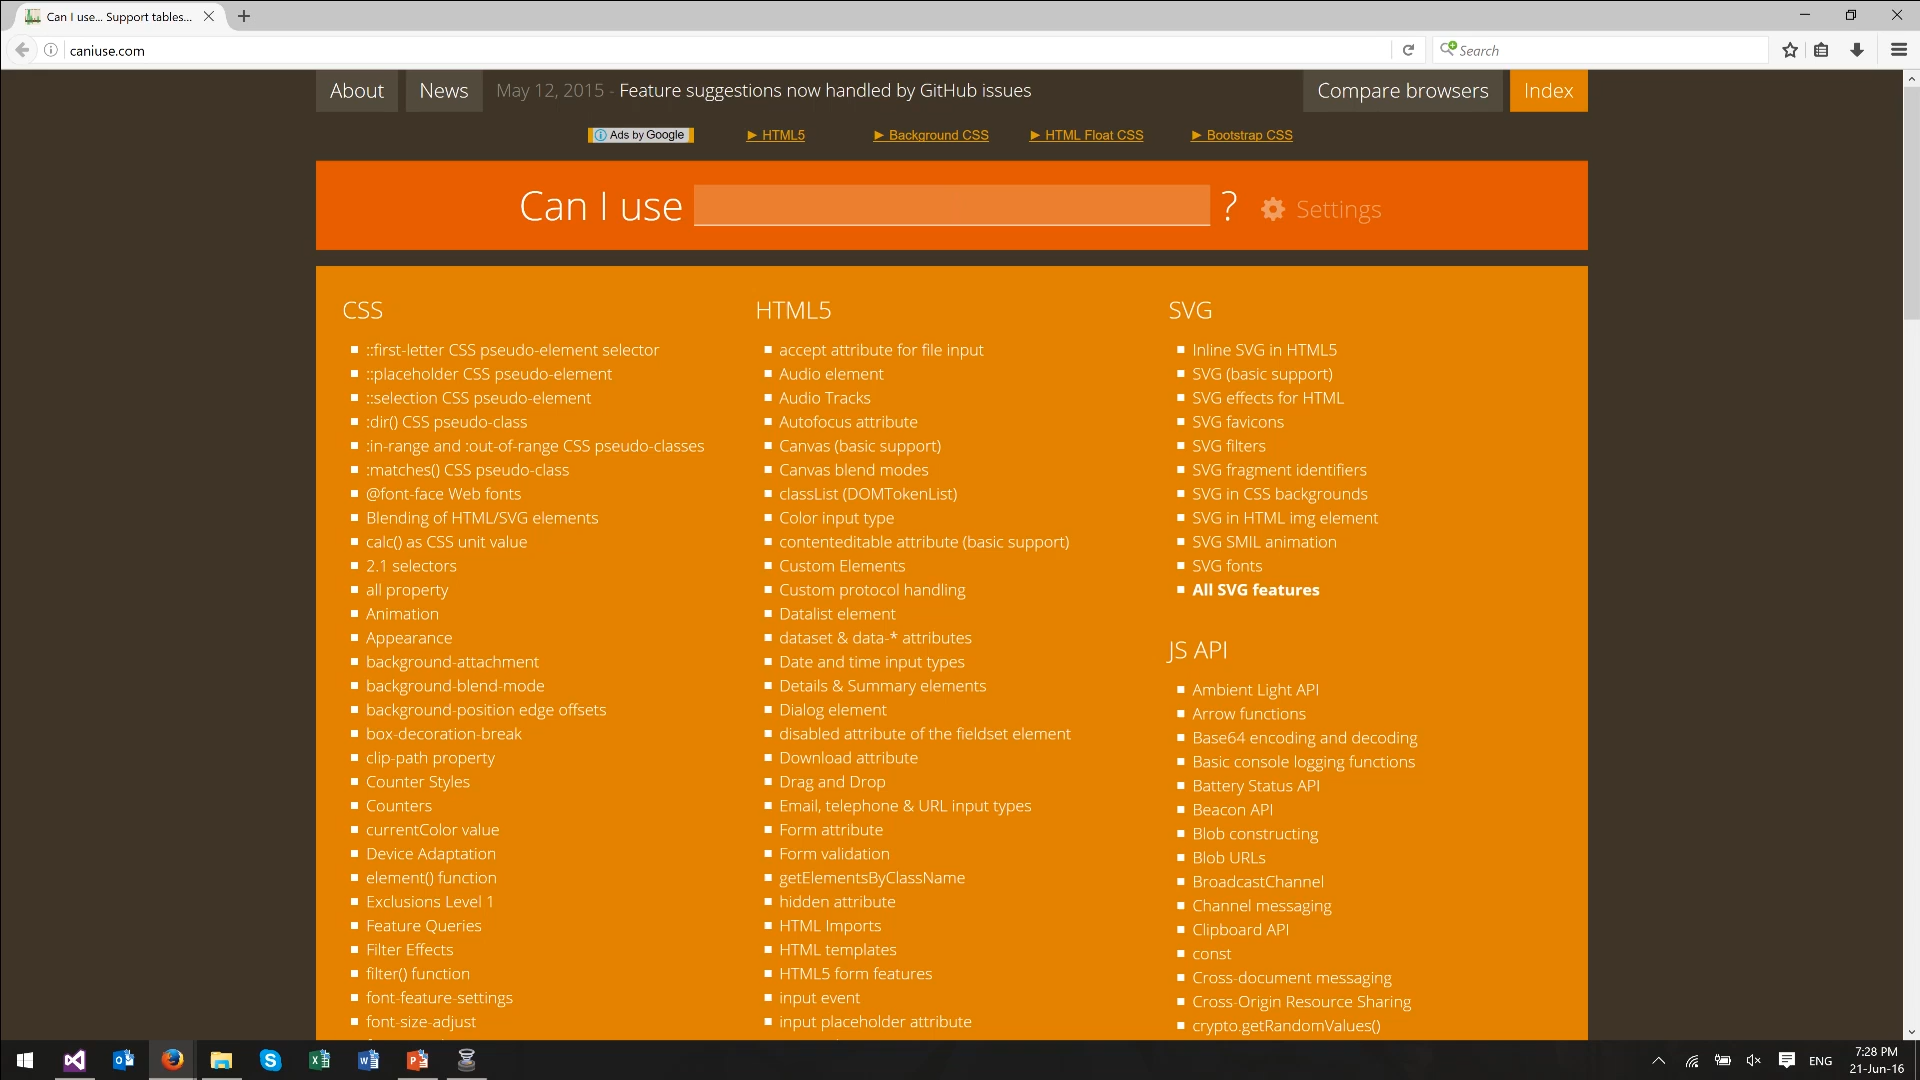 Can I use... Support tables...
caniuse.com
Search
About
News
May 12, 2015 - Feature suggestions now handled by GitHub issues
Compare browsers
Index
Ads by Google
► HTML5
► Background CSS
► HTML Float CSS
► Bootstrap CSS
Can I use
?
Settings
CSS
::first-letter CSS pseudo-element selector
::placeholder CSS pseudo-element
::selection CSS pseudo-element
:dir() CSS pseudo-class
:in-range and :out-of-range CSS pseudo-classes
:matches() CSS pseudo-class
@font-face Web fonts
Blending of HTML/SVG elements
calc() as CSS unit value
2.1 selectors
all property
Animation
Appearance
background-attachment
background-blend-mode
background-position edge offsets
box-decoration-break
clip-path property
Counter Styles
Counters
currentColor value
Device Adaptation
element() function
Exclusions Level 1
Feature Queries
Filter Effects
filter() function
font-feature-settings
font-size-adjust
HTML5
accept attribute for file input
Audio element
Audio Tracks
Autofocus attribute
Canvas (basic support)
Canvas blend modes
classList (DOMTokenList)
Color input type
contenteditable attribute (basic support)
Custom Elements
Custom protocol handling
Datalist element
dataset & data-* attributes
Date and time input types
Details & Summary elements
Dialog element
disabled attribute of the fieldset element
Download attribute
Drag and Drop
Email, telephone & URL input types
Form attribute
Form validation
getElementsByClassName
hidden attribute
HTML Imports
HTML templates
HTML5 form features
input event
input placeholder attribute
SVG
Inline SVG in HTML5
SVG (basic support)
SVG effects for HTML
SVG favicons
SVG filters
SVG fragment identifiers
SVG in CSS backgrounds
SVG in HTML img element
SVG SMIL animation
SVG fonts
All SVG features
JS API
Ambient Light API
Arrow functions
Base64 encoding and decoding
Basic console logging functions
Battery Status API
Beacon API
Blob constructing
Blob URLs
BroadcastChannel
Channel messaging
Clipboard API
const
Cross-document messaging
Cross-Origin Resource Sharing
crypto.getRandomValues()
ENG
7:28 PM
21-Jun-16